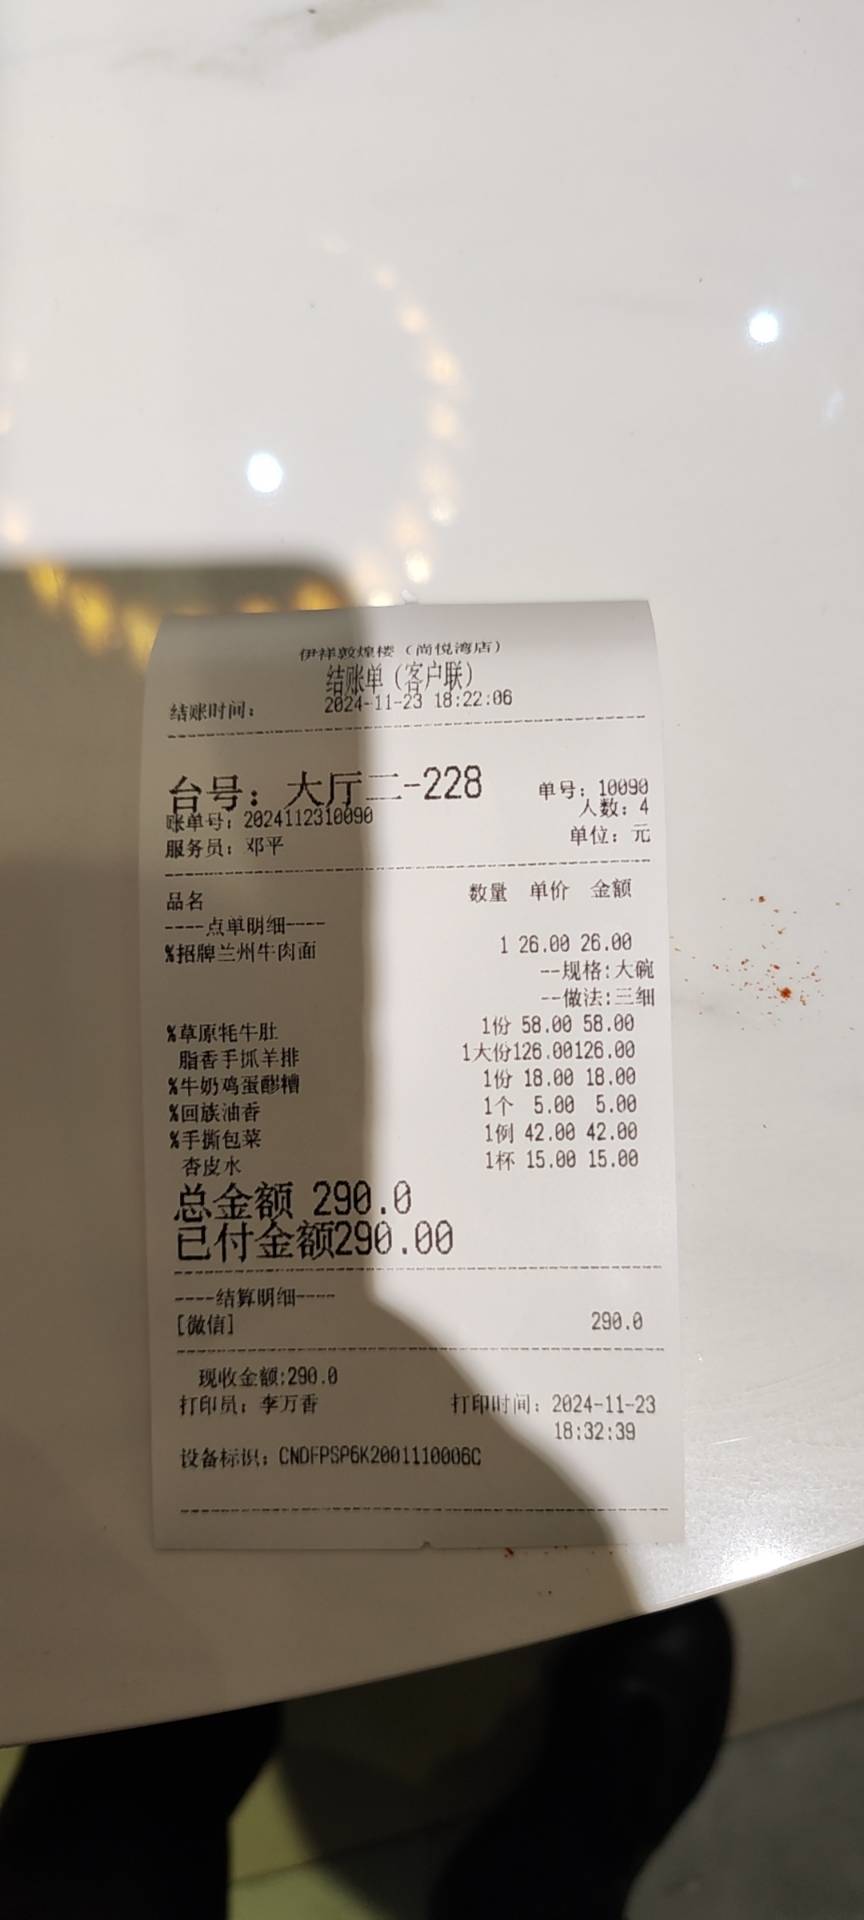 伊祥敦煌楼（尚悦湾店）
结账单（客户联）
结账时间： 2024-11-23 18:22:06
台号：大厅二-228 单号：10090
人数：4
账单号：2024112310090
服务员：邓平 单位：元
品名 数量 单价 金额
----点单明细----
%招牌兰州牛肉面 1 26.00 26.00
--规格:大碗
--做法:三细
%草原牦牛肚 1份 58.00 58.00
脂香手抓羊排 1大份126.00126.00
%牛奶鸡蛋醪糟 1份 18.00 18.00
%回族油香 1个 5.00 5.00
%手撕包菜 1例 42.00 42.00
杏皮水 1杯 15.00 15.00
总金额 290.0
已付金额290.00
----结算明细----
[微信] 290.0
现收金额:290.0
打印员：李万香 打印时间：2024-11-23
18:32:39
设备标识：CNDFPSP6K2001110006C